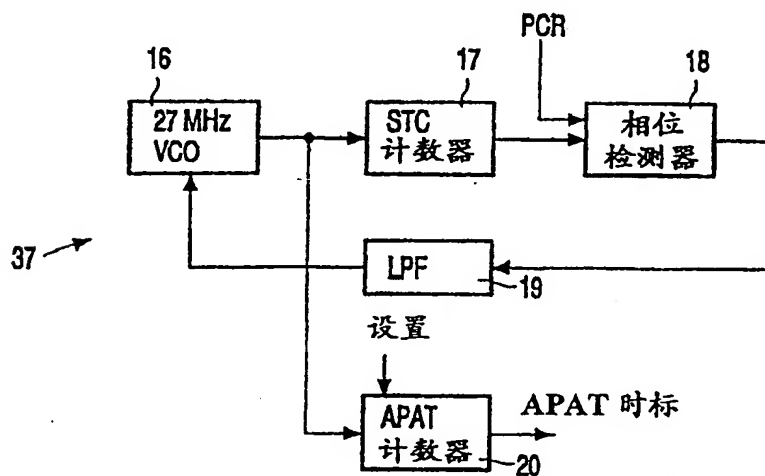 PCR
16
17
18
27 MHz
VCO
STC
计数器
相位
检测器
37
LPF
19
设置
APAT
计数器
20
APAT 时标